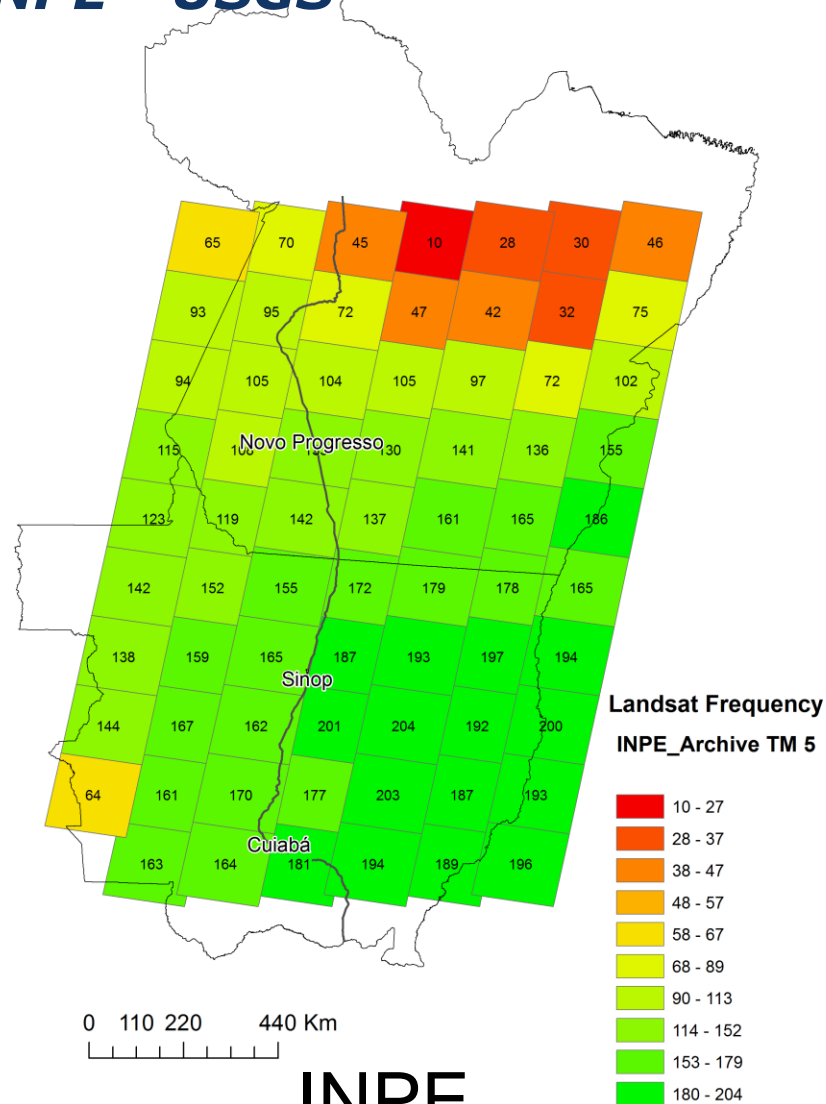 USGS
65 70 45 10 28 30 46
93 95 72 47 42 32 75
94 105 104 105 97 72 102
115 Novo Progresso 130 141 136 155
123 119 142 137 161 165 186
142 152 155 172 179 178 165
138 159 165 187 193 197 194
Sinop
144 167 162 201 204 192 200
64 161 170 177 203 187 193
Cuiabá
163 164 181 194 189 196
Landsat Frequency
INPE_Archive TM 5
10 - 27
28 - 37
38 - 47
48 - 57
58 - 67
68 - 89
90 - 113
114 - 152
153 - 179
180 - 204
0 110 220 440 Km
INPE